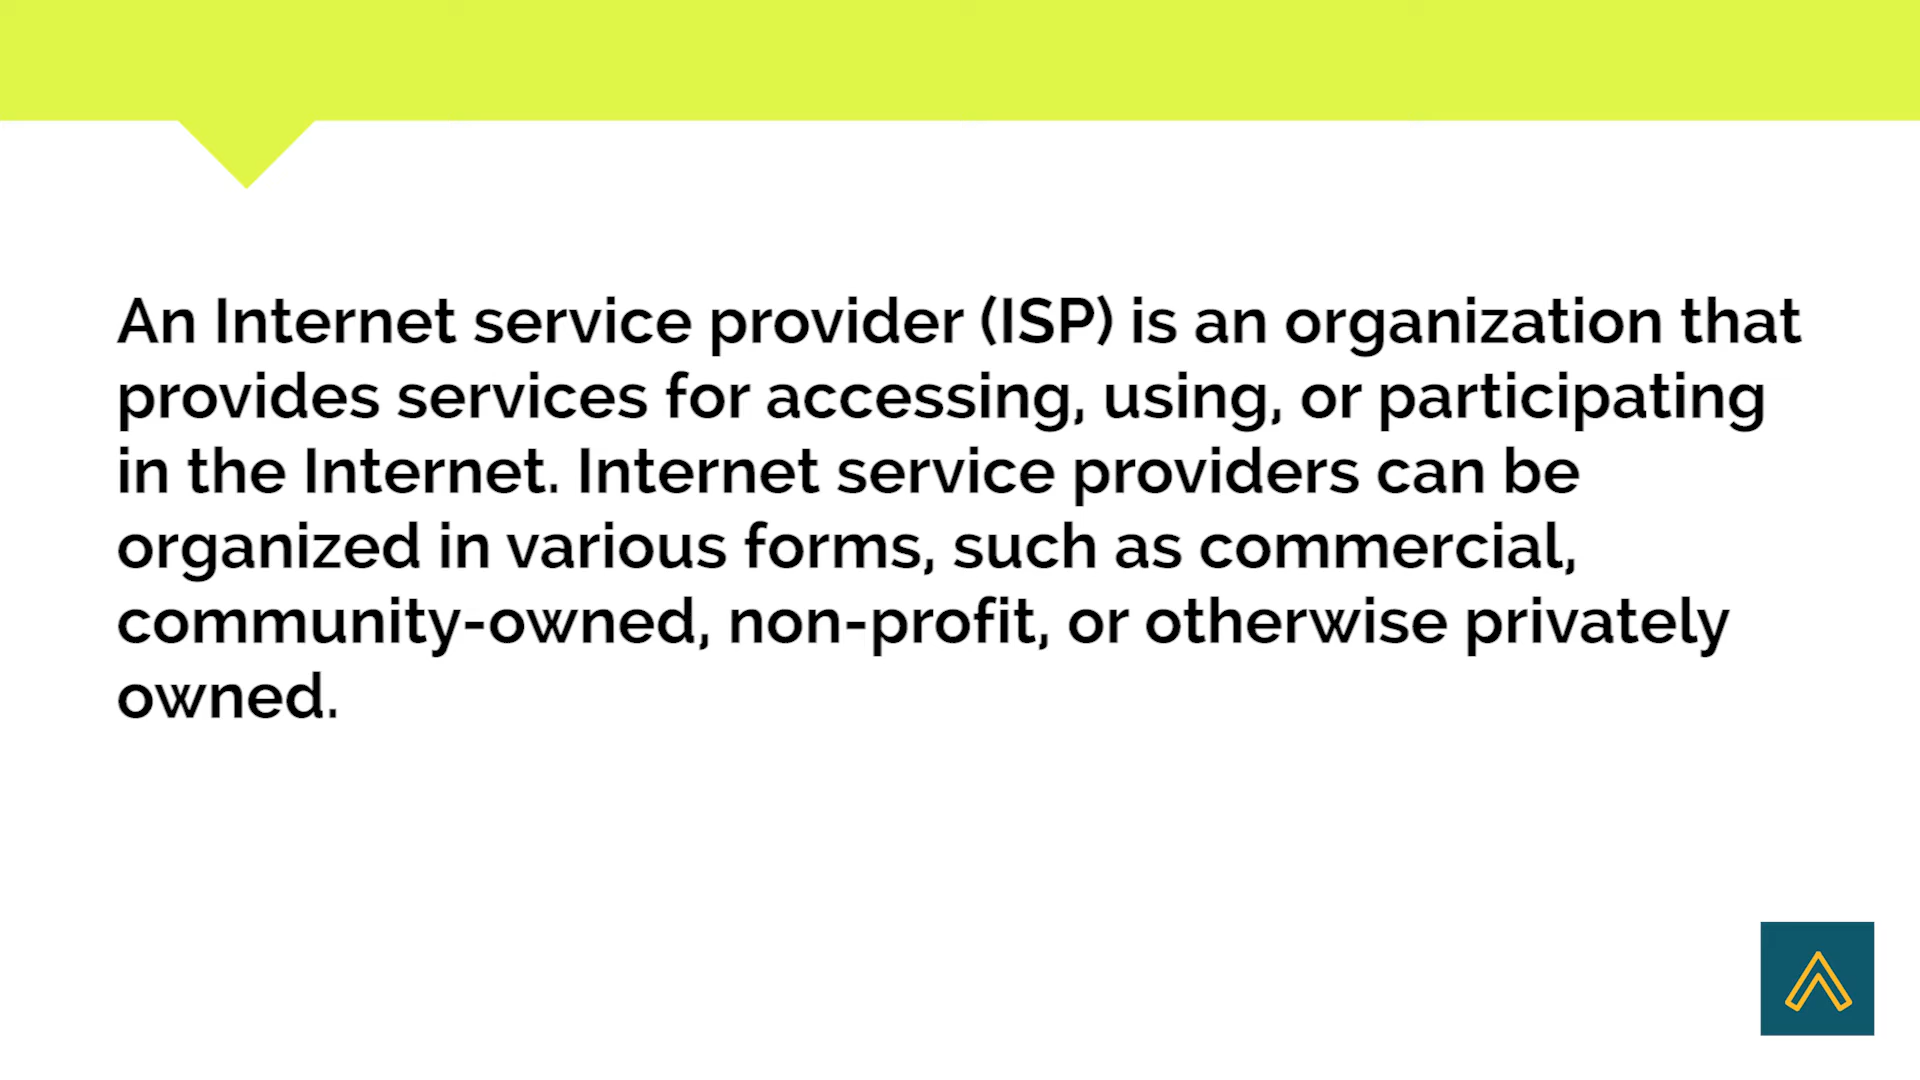 An Internet service provider (ISP) is an organization that
provides services for accessing, using, or participating
in the Internet. Internet service providers can be
organized in various forms, such as commercial,
community-owned, non-profit, or otherwise privately
owned.